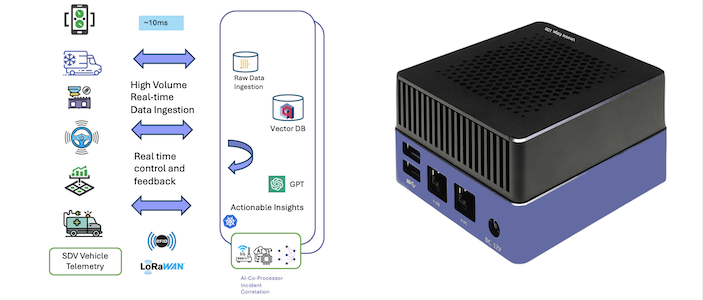 ~10ms
High Volume
Real-time
Data Ingestion
Real time
control and
feedback
RFID
LoRaWAN
SDV Vehicle
Telemetry
Raw Data
Ingestion
Vector DB
GPT
Actionable Insights
AI-Co-Processor
Incident
Correlation
DC 12V